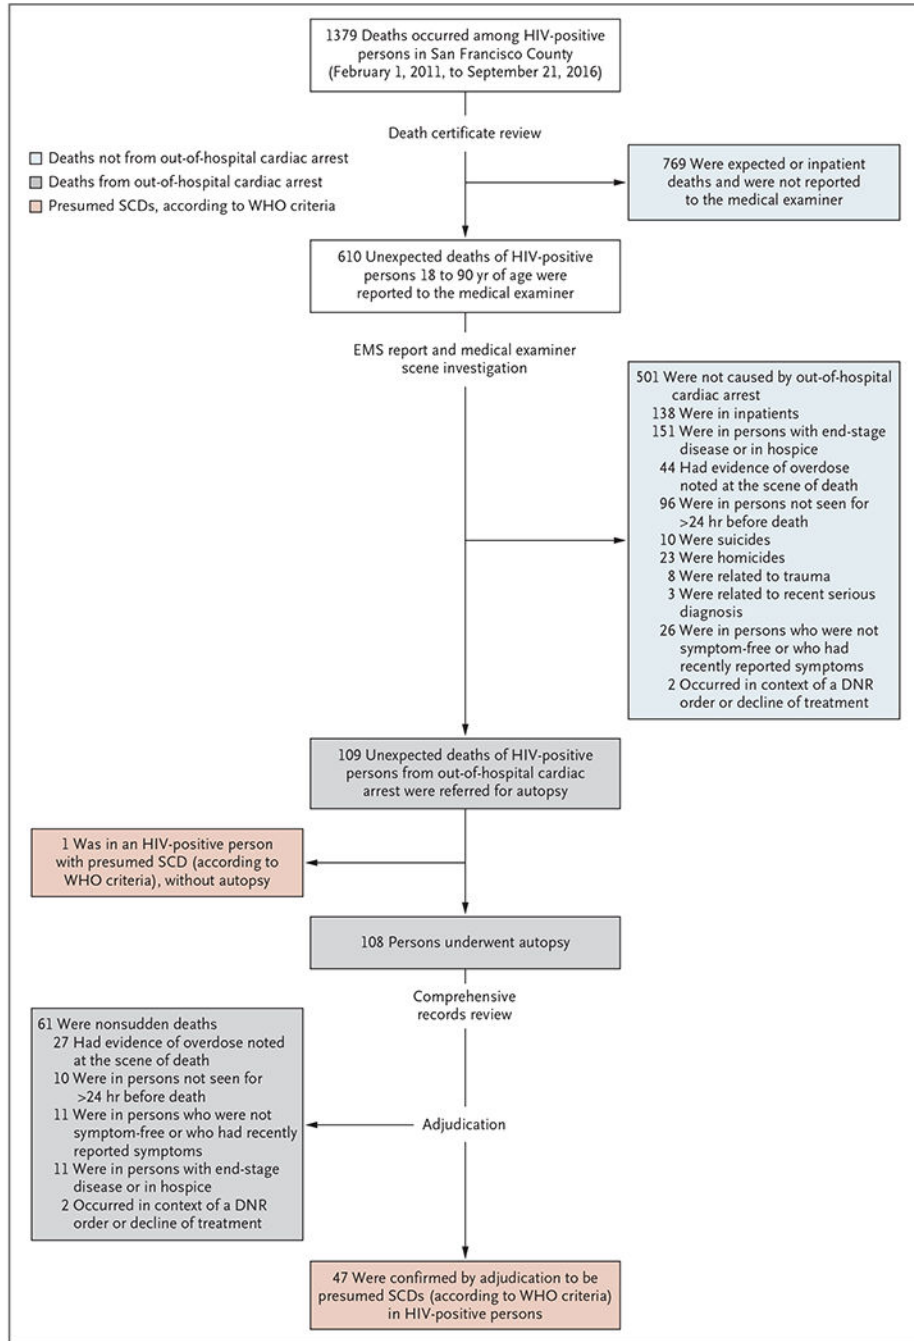 1379 Deaths occurred among HIV-positive
persons in San Francisco County
(February 1, 2011, to September 21, 2016)
Death certificate review
Deaths not from out-of-hospital cardiac arrest
Deaths from out-of-hospital cardiac arrest
Presumed SCDs, according to WHO criteria
769 Were expected or inpatient
deaths and were not reported
to the medical examiner
610 Unexpected deaths of HIV-positive
persons 18 to 90 yr of age were
reported to the medical examiner
EMS report and medical examiner
scene investigation
501 Were not caused by out-of-hospital
cardiac arrest
138 Were in inpatients
151 Were in persons with end-stage
disease or in hospice
44 Had evidence of overdose
noted at the scene of death
96 Were in persons not seen for
>24 hr before death
10 Were suicides
23 Were homicides
8 Were related to trauma
3 Were related to recent serious
diagnosis
26 Were in persons who were not
symptom-free or who had
recently reported symptoms
2 Occurred in context of a DNR
order or decline of treatment
109 Unexpected deaths of HIV-positive
persons from out-of-hospital cardiac
arrest were referred for autopsy
1 Was in an HIV-positive person
with presumed SCD (according to
WHO criteria), without autopsy
108 Persons underwent autopsy
Comprehensive
records review
61 Were nonsudden deaths
27 Had evidence of overdose noted
at the scene of death
10 Were in persons not seen for
>24 hr before death
11 Were in persons who were not
symptom-free or who had recently
reported symptoms
11 Were in persons with end-stage
disease or in hospice
2 Occurred in context of a DNR
order or decline of treatment
Adjudication
47 Were confirmed by adjudication to be
presumed SCDs (according to WHO criteria)
in HIV-positive persons